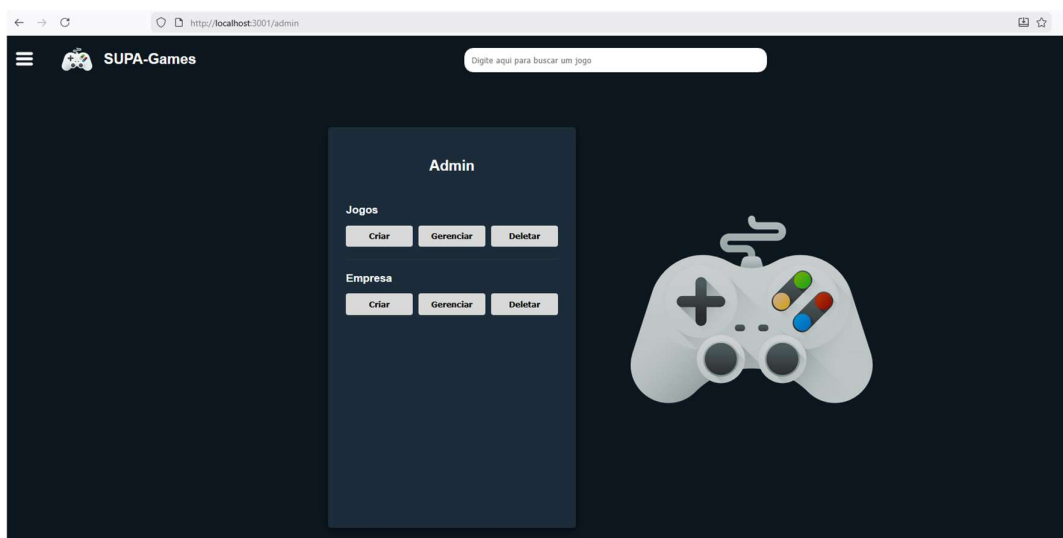 http://localhost:3001/admin
SUPA-Games
Digite aqui para buscar um jogo
Admin
Jogos
Criar Gerenciar Deletar
Empresa
Criar Gerenciar Deletar